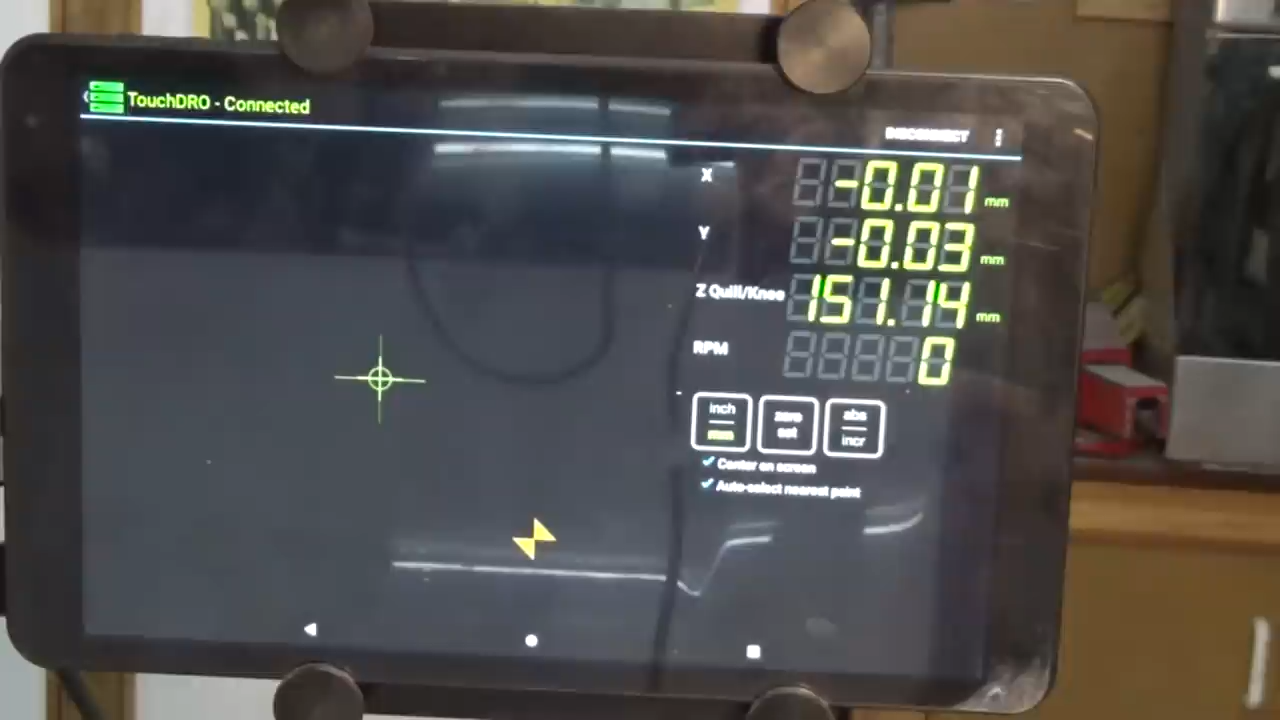 TouchDRO - Connected
DISCONNECT
X -0.01 mm
Y -0.03 mm
Z Quill/Knee 151.14 mm
RPM 0
inch
mm
zero
set
abs
incr
Center on screen
Auto-select nearest point